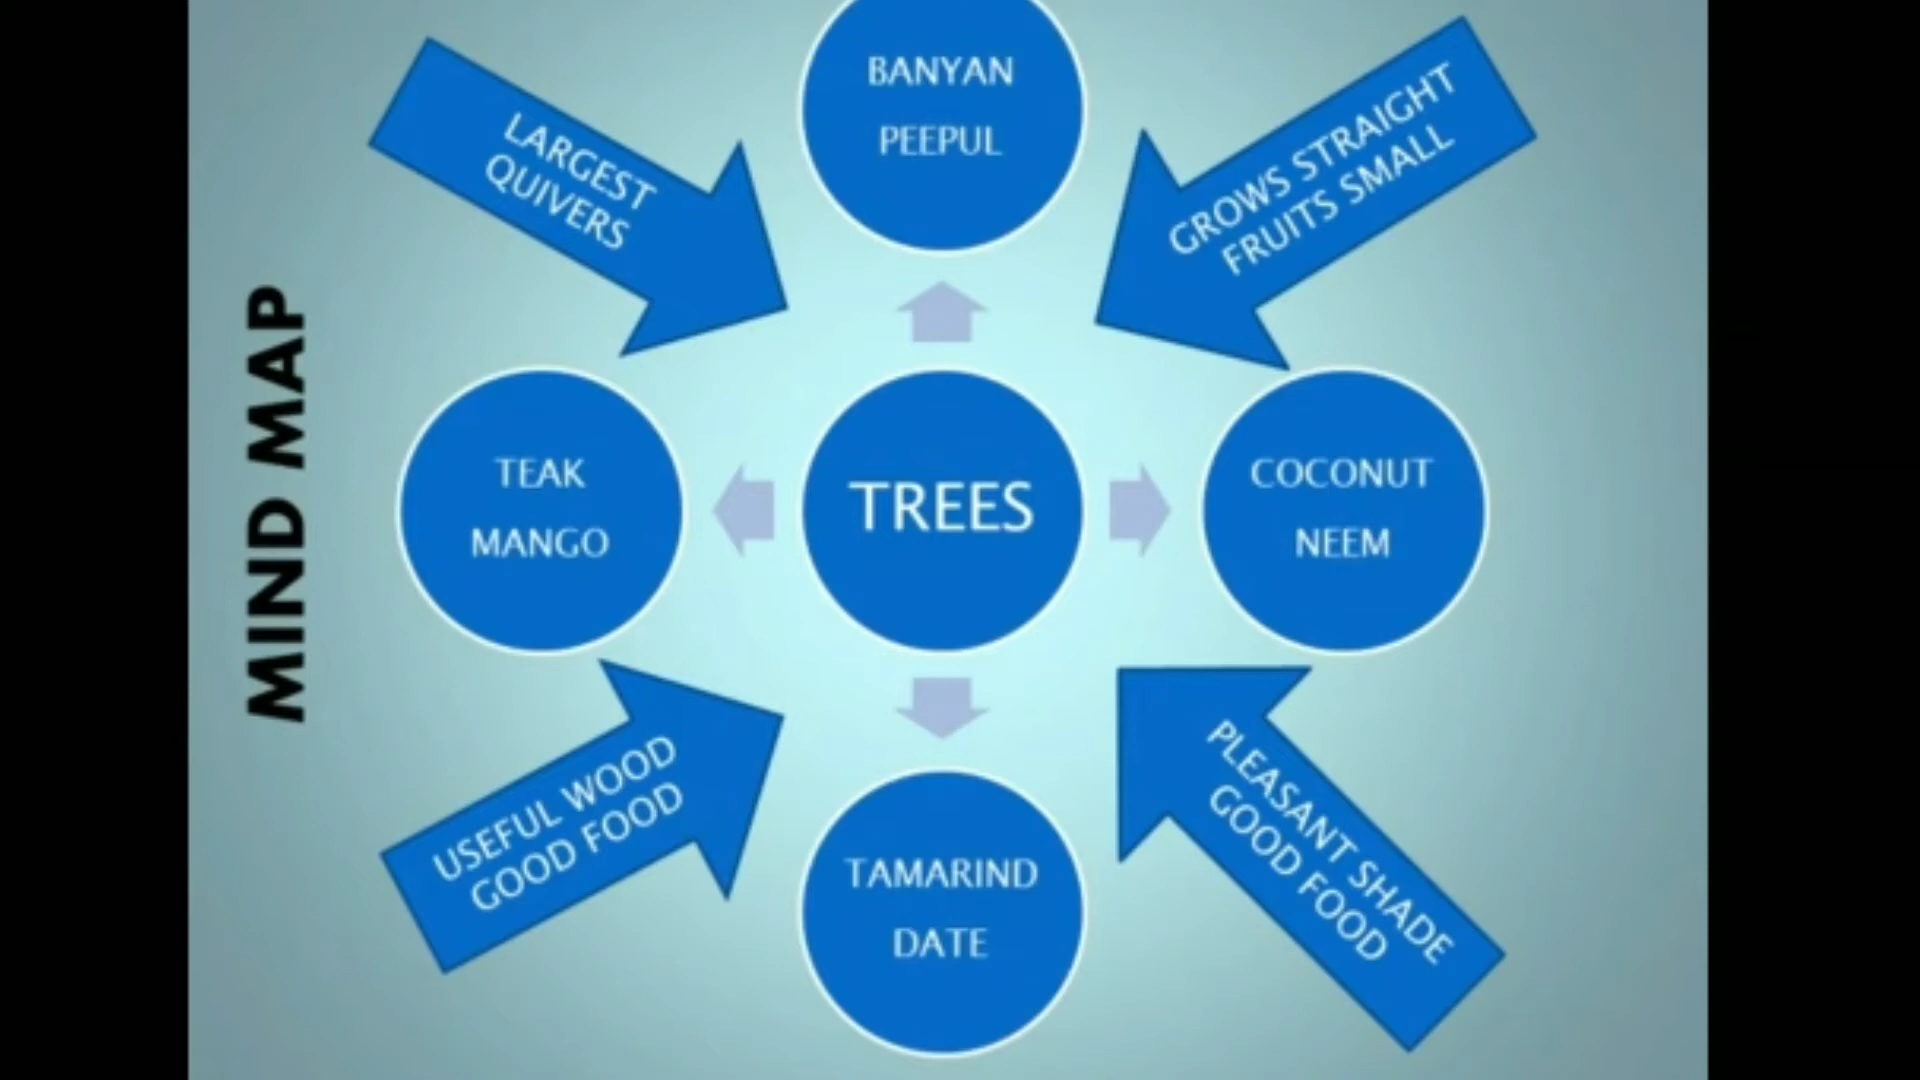 MIND MAP
BANYAN
PEEPUL
LARGEST
QUIVERS
GROWS STRAIGHT
FRUITS SMALL
TEAK
MANGO
TREES
COCONUT
NEEM
USEFUL WOOD
GOOD FOOD
PLEASANT SHADE
GOOD FOOD
TAMARIND
DATE